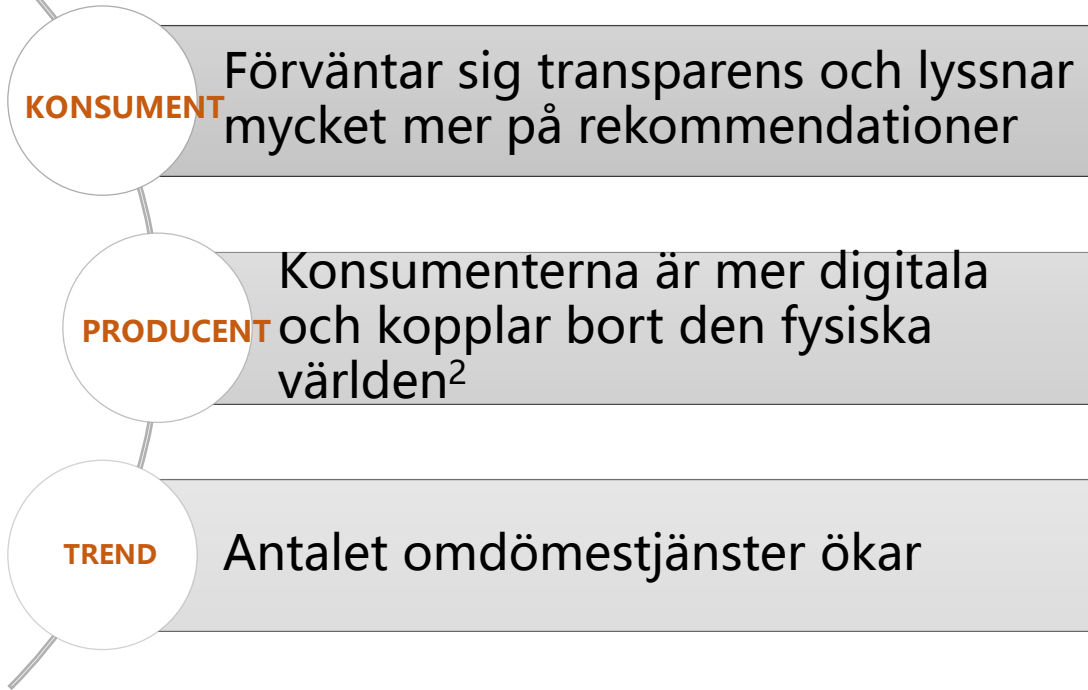 KONSUMENT
Förväntar sig transparens och lyssnar
mycket mer på rekommendationer
PRODUCENT
Konsumenterna är mer digitala
och kopplar bort den fysiska
världen²
TREND
Antalet omdömestjänster ökar